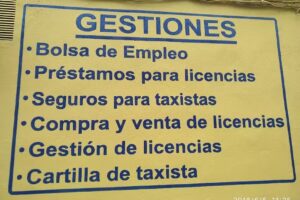 GESTIONES
• Bolsa de Empleo
• Préstamos para licencias
• Seguros para taxistas
• Compra y venta de licencias
• Gestión de licencias
• Cartilla de taxista